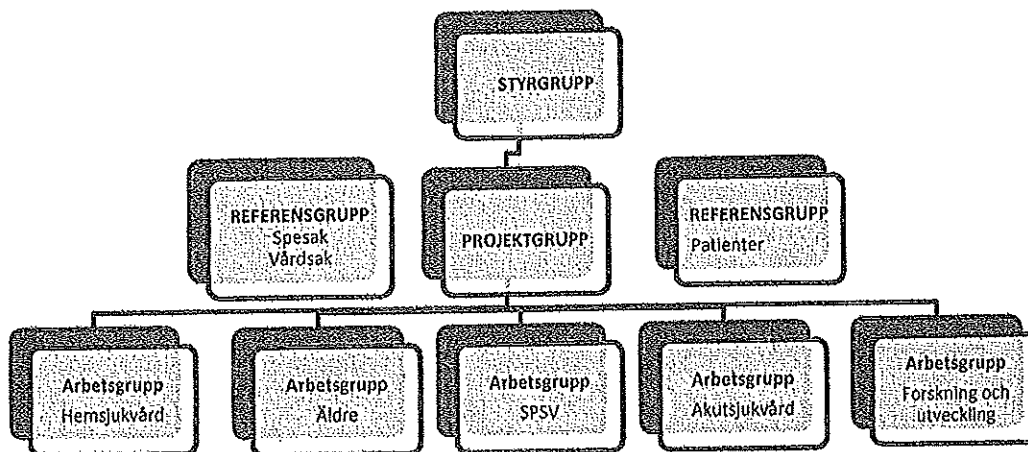 STYRGRUPP
REFERENSGRUPP
Spesak
Vårdsak
PROJEKTGRUPP
REFERENSGRUPP
Patienter
Arbetsgrupp
Hemsjukvård
Arbetsgrupp
Äldre
Arbetsgrupp
SPSV
Arbetsgrupp
Akutsjukvård
Arbetsgrupp
Forskning och
utveckling